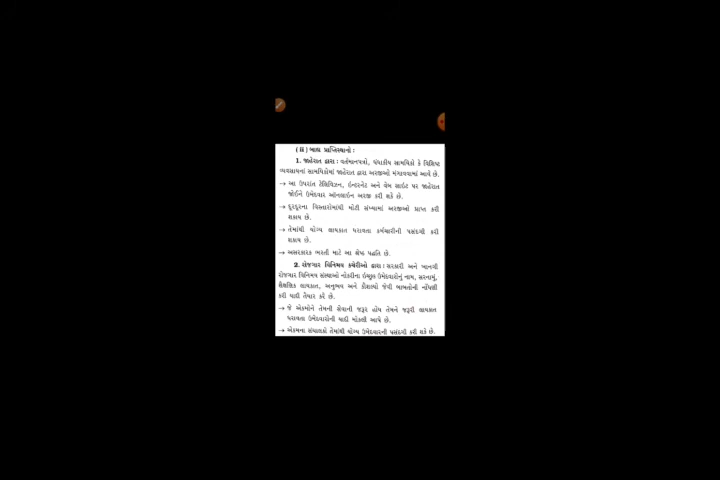 (II) બાહ્ય પ્રાપ્તિસ્થાનો :
1. જાહેરાત દ્વારા : વર્તમાનપત્રો, ધંધાકીય સામયિકો કે વિશિષ્ટ
વ્યવસાયનાં સામયિકોમાં જાહેરાત દ્વારા અરજીઓ મંગાવવામાં આવે છે.
→ આ ઉપરાંત ટેલિવિઝન, ઇન્ટરનેટ અને વેબ સાઇટ પર જાહેરાત
જોઈને ઉમેદવાર ઓનલાઈન અરજી કરી શકે છે.
→ દૂરદૂરના વિસ્તારોમાંથી મોટી સંખ્યામાં અરજીઓ પ્રાપ્ત કરી
શકાય છે.
→ તેમાંથી યોગ્ય લાયકાત ધરાવતા કર્મચારીની પસંદગી કરી
શકાય છે.
→ અસરકારક ભરતી માટે આ શ્રેષ્ઠ પદ્ધતિ છે.
2. રોજગાર વિનિમય કચેરીઓ દ્વારા : સરકારી અને ખાનગી
રોજગાર વિનિમય સંસ્થાઓ નોકરીના ઇચ્છુક ઉમેદવારોનું નામ, સરનામું,
શૈક્ષણિક લાયકાત, અનુભવ અને કૌશલ્યો જેવી બાબતોની નોંધણી
કરી યાદી તૈયાર કરે છે.
→ જે એકમોને તેમની સેવાની જરૂર હોય તેમને જરૂરી લાયકાત
ધરાવતા ઉમેદવારોની યાદી મોકલી આપે છે.
→ એકમના સંચાલકો તેમાંથી યોગ્ય ઉમેદવારની પસંદગી કરી શકે છે.